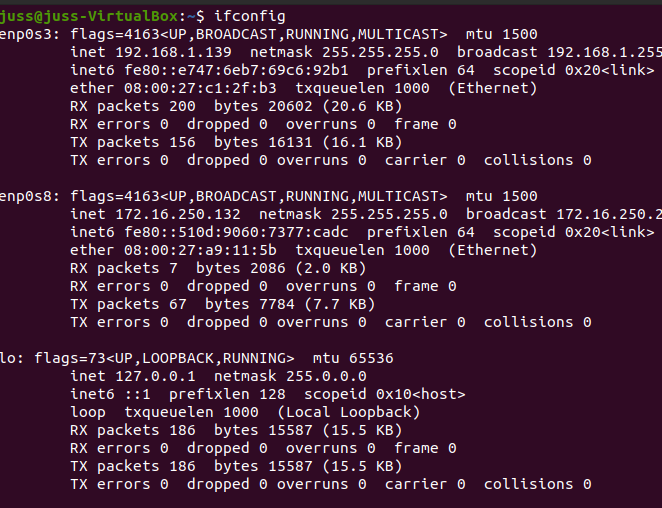 juss@juss-VirtualBox:~$ ifconfig
enp0s3: flags=4163<UP,BROADCAST,RUNNING,MULTICAST>  mtu 1500
        inet 192.168.1.139  netmask 255.255.255.0  broadcast 192.168.1.255
        inet6 fe80::e747:6eb7:69c6:92b1  prefixlen 64  scopeid 0x20<link>
        ether 08:00:27:c1:2f:b3  txqueuelen 1000  (Ethernet)
        RX packets 200  bytes 20602 (20.6 KB)
        RX errors 0  dropped 0  overruns 0  frame 0
        TX packets 156  bytes 16131 (16.1 KB)
        TX errors 0  dropped 0 overruns 0  carrier 0  collisions 0

enp0s8: flags=4163<UP,BROADCAST,RUNNING,MULTICAST>  mtu 1500
        inet 172.16.250.132  netmask 255.255.255.0  broadcast 172.16.250.2
        inet6 fe80::510d:9060:7377:cadc  prefixlen 64  scopeid 0x20<link>
        ether 08:00:27:a9:11:5b  txqueuelen 1000  (Ethernet)
        RX packets 7  bytes 2086 (2.0 KB)
        RX errors 0  dropped 0  overruns 0  frame 0
        TX packets 67  bytes 7784 (7.7 KB)
        TX errors 0  dropped 0 overruns 0  carrier 0  collisions 0

lo: flags=73<UP,LOOPBACK,RUNNING>  mtu 65536
        inet 127.0.0.1  netmask 255.0.0.0
        inet6 ::1  prefixlen 128  scopeid 0x10<host>
        loop  txqueuelen 1000  (Local Loopback)
        RX packets 186  bytes 15587 (15.5 KB)
        RX errors 0  dropped 0  overruns 0  frame 0
        TX packets 186  bytes 15587 (15.5 KB)
        TX errors 0  dropped 0 overruns 0  carrier 0  collisions 0